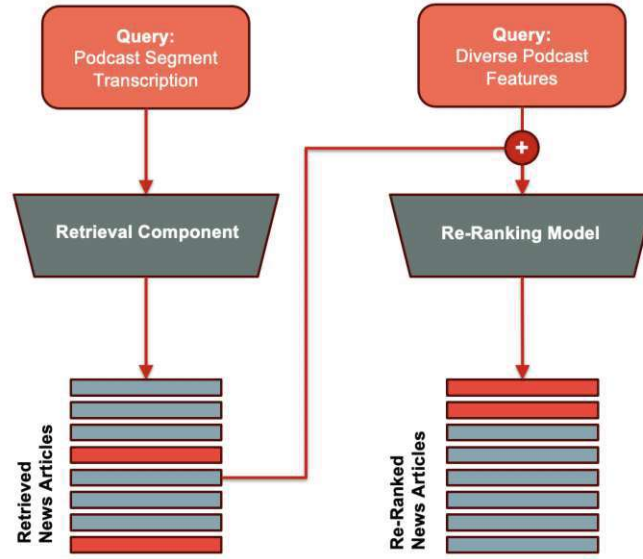 Query:
Podcast Segment
Transcription
Query:
Diverse Podcast
Features
+
Retrieval Component
Re-Ranking Model
Retrieved
News Articles
Re-Ranked
News Articles